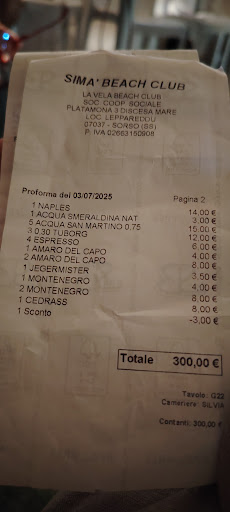 SIMA' BEACH CLUB
LA VELA BEACH CLUB
SOC. COOP. SOCIALE
PLATAMONA 3 DISCESA MARE
LOC. LEPPAREDDU
07037 - SORSO (SS)
P. IVA 02663150908
Proforma del 03/07/2025 Pagina 2
1 NAPLES 14,00 €
1 ACQUA SMERALDINA NAT 3,00 €
5 ACQUA SAN MARTINO 0,75 15,00 €
3 0,30 TUBORG 12,00 €
4 ESPRESSO 6,00 €
1 AMARO DEL CAPO 4,00 €
2 AMARO DEL CAPO 8,00 €
1 JEGERMISTER 3,50 €
1 MONTENEGRO 4,00 €
2 MONTENEGRO 8,00 €
1 CEDRASS 8,00 €
1 Sconto -3,00 €
Totale 300,00 €
Tavolo: G22
Cameriere: SILVIA
Contanti: 300,00 €